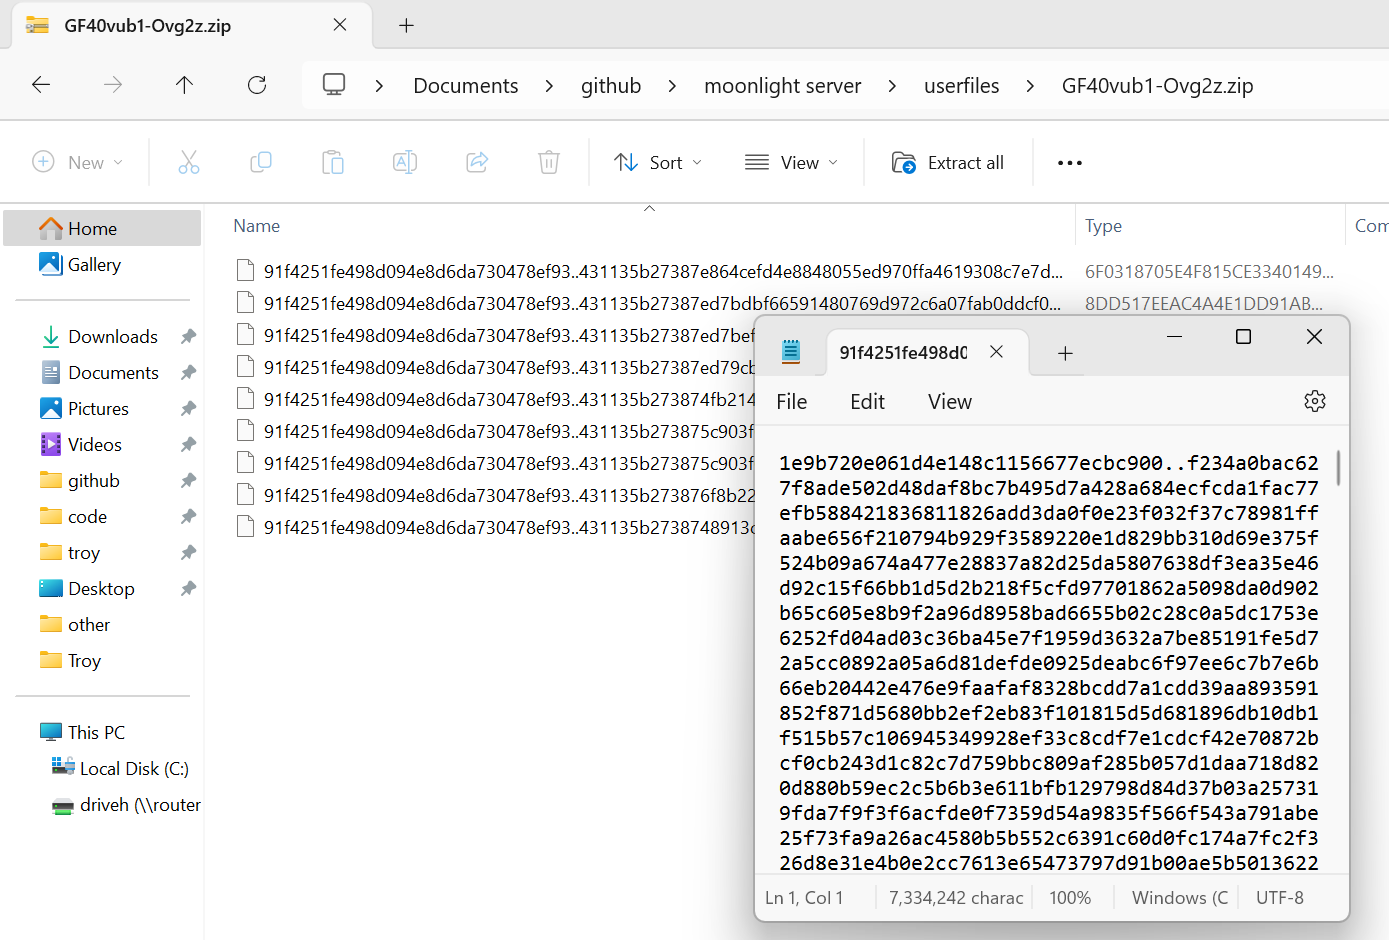 GF40vub1-Ovg2z.zip
Documents
github
moonlight server
userfiles
GF40vub1-Ovg2z.zip
New
Sort
View
Extract all
Home
Gallery
Downloads
Documents
Pictures
Videos
github
code
troy
Desktop
other
Troy
This PC
Local Disk (C:)
driveh (\\router
Name
Type
Com
91f4251fe498d094e8d6da730478ef93..431135b27387e864cefd4e8848055ed970ffa4619308c7e7d...
6F0318705E4F815CE3340149...
91f4251fe498d094e8d6da730478ef93..431135b27387ed7bdbf66591480769d972c6a07fab0ddcf0...
8DD517EEAC4A4E1DD91AB...
91f4251fe498d094e8d6da730478ef93..431135b27387ed7bef
91f4251fe498d094e8d6da730478ef93..431135b27387ed79cb
91f4251fe498d094e8d6da730478ef93..431135b273874fb214
91f4251fe498d094e8d6da730478ef93..431135b273875c903f
91f4251fe498d094e8d6da730478ef93..431135b273875c903f
91f4251fe498d094e8d6da730478ef93..431135b273876f8b22
91f4251fe498d094e8d6da730478ef93..431135b2738748913c
91f4251fe498d0
File
Edit
View
1e9b720e061d4e148c1156677ecbc900..f234a0bac62
7f8ade502d48daf8bc7b495d7a428a684ecfcda1fac77
efb588421836811826add3da0f0e23f032f37c78981ff
aabe656f210794b929f3589220e1d829bb310d69e375f
524b09a674a477e28837a82d25da5807638df3ea35e46
d92c15f66bb1d5d2b218f5cfd97701862a5098da0d902
b65c605e8b9f2a96d8958bad6655b02c28c0a5dc1753e
6252fd04ad03c36ba45e7f1959d3632a7be85191fe5d7
2a5cc0892a05a6d81defde0925deabc6f97ee6c7b7e6b
66eb20442e476e9faafaf8328bcdd7a1cdd39aa893591
852f871d5680bb2ef2eb83f101815d5d681896db10db1
f515b57c106945349928ef33c8cdf7e1cdcf42e70872b
cf0cb243d1c82c7d759bbc809af285b057d1daa718d82
0d880b59ec2c5b6b3e611bfb129798d84d37b03a25731
9fda7f9f3f6acfde0f7359d54a9835f566f543a791abe
25f73fa9a26ac4580b5b552c6391c60d0fc174a7fc2f3
26d8e31e4b0e2cc7613e65473797d91b00ae5b5013622
Ln 1, Col 1
7,334,242 charac
100%
Windows (C
UTF-8